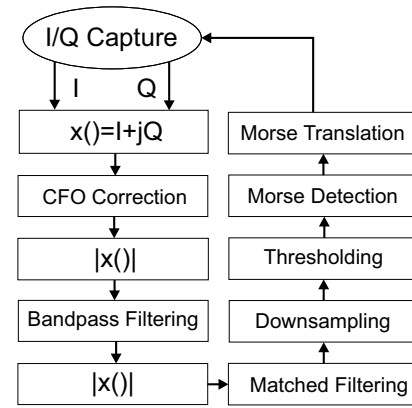 I/Q Capture
I Q
x()=I+jQ
CFO Correction
|x()|
Bandpass Filtering
|x()|
Matched Filtering
Downsampling
Thresholding
Morse Detection
Morse Translation